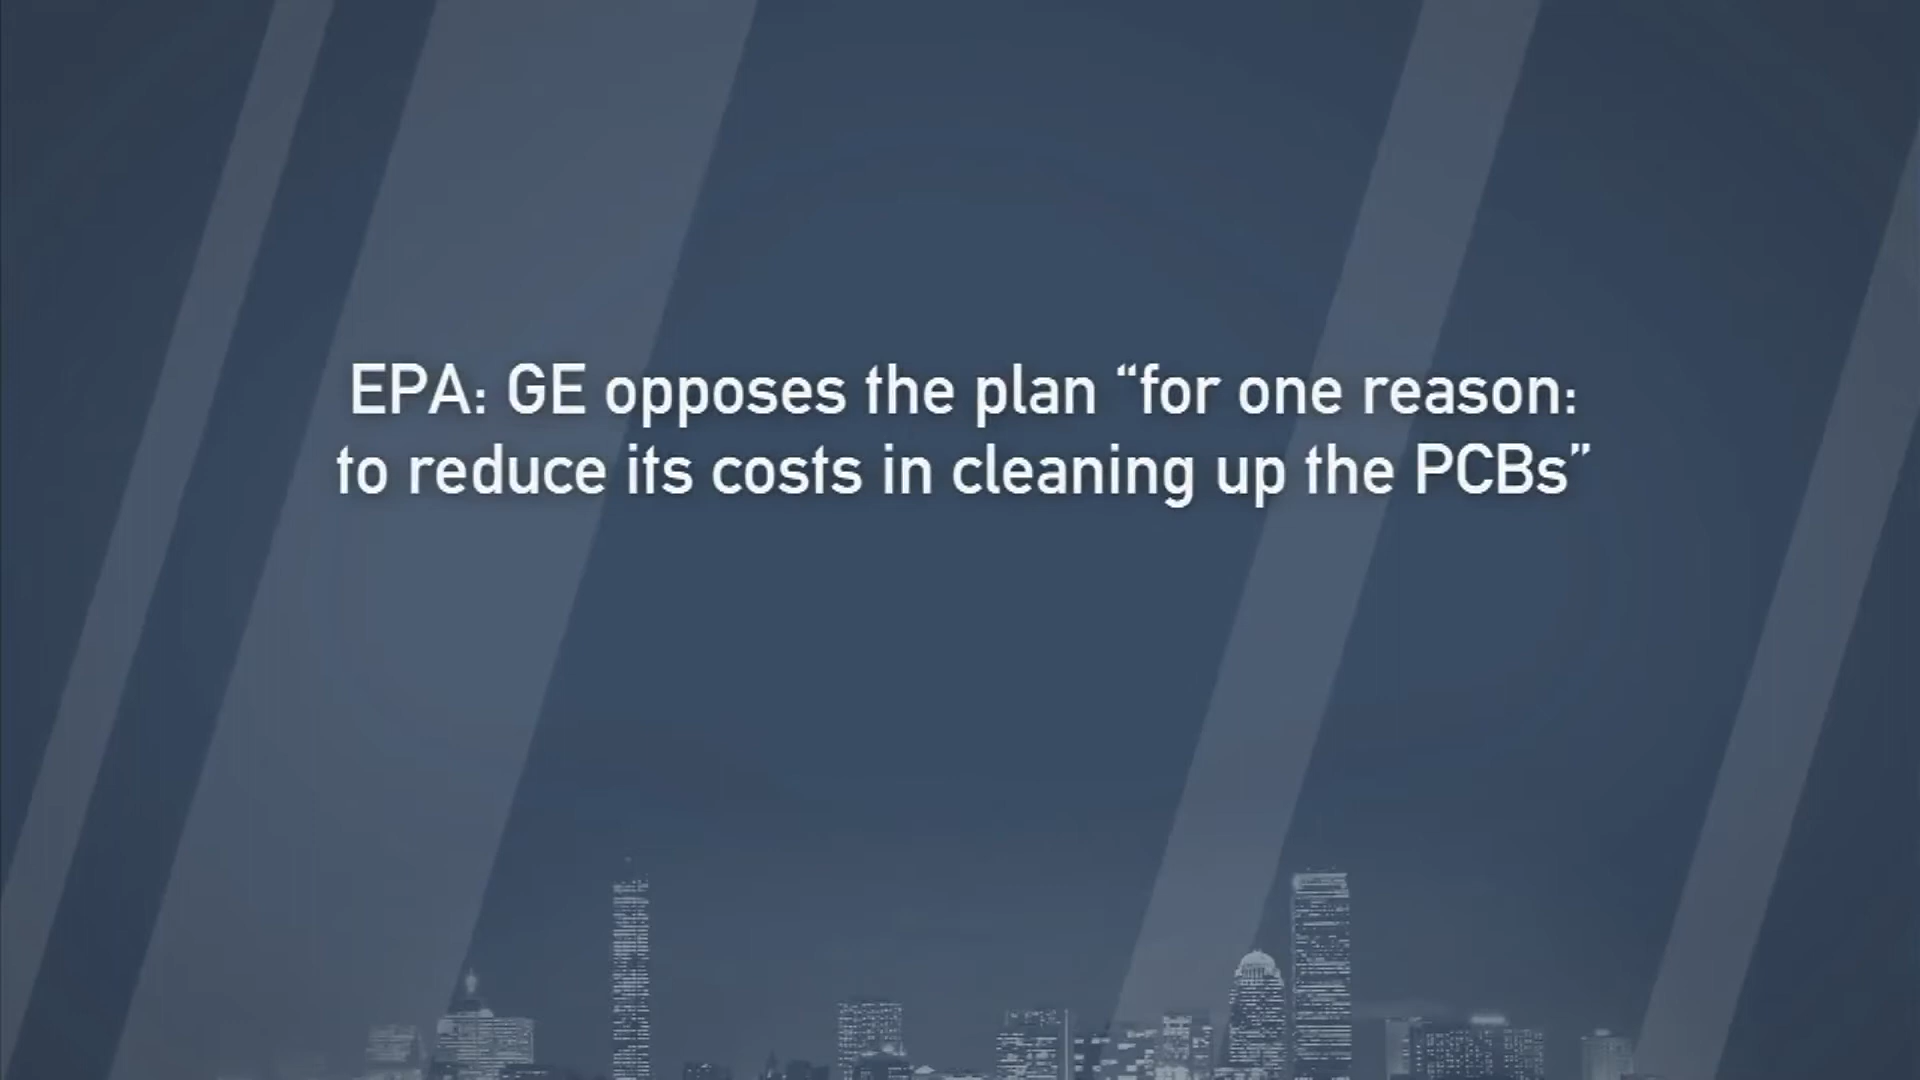 EPA: GE opposes the plan “for one reason:
to reduce its costs in cleaning up the PCBs”